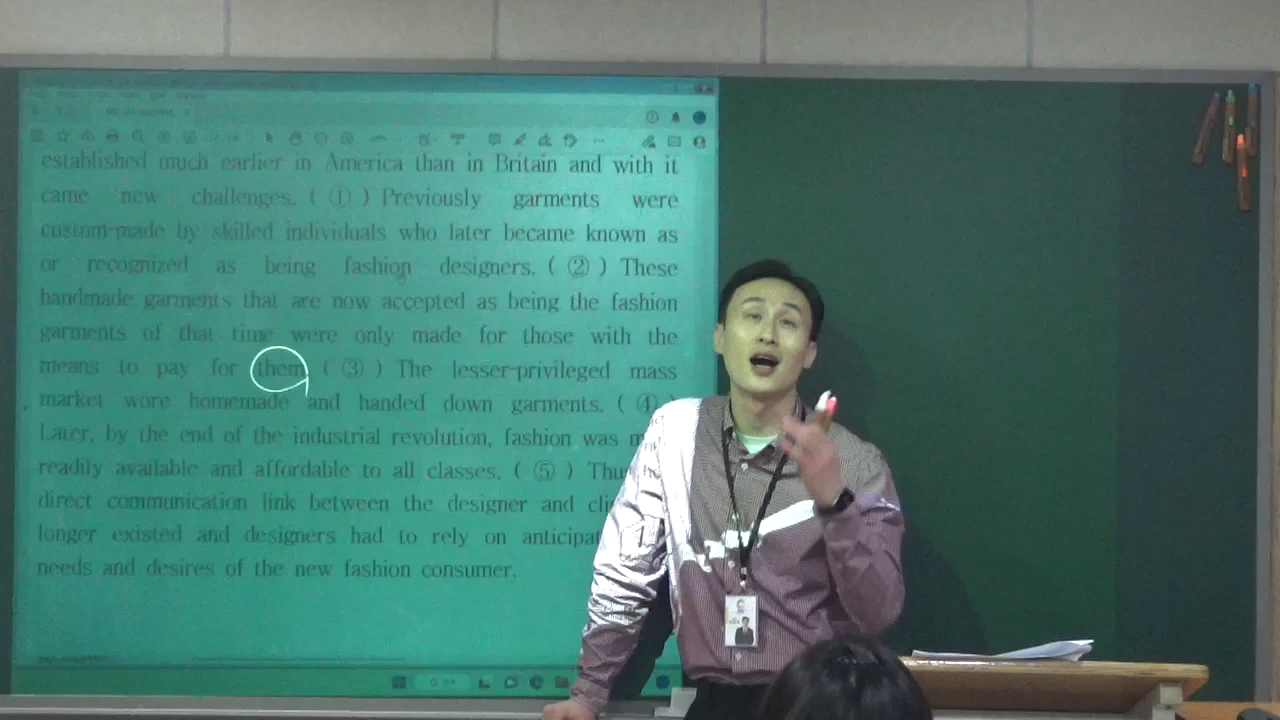 established much earlier in America than in Britain and with it
came new challenges. ( ① ) Previously garments were
custom-made by skilled individuals who later became known as
or recognized as being fashion designers. ( ② ) These
handmade garments that are now accepted as being the fashion
garments of that time were only made for those with the
means to pay for them. ( ③ ) The lesser-privileged mass
market wore homemade and handed down garments. ( ④ )
Later, by the end of the industrial revolution, fashion was
readily available and affordable to all classes. ( ⑤ )
direct communication link between the designer and
longer existed and designers had to rely on
needs and desires of the new fashion consumer.